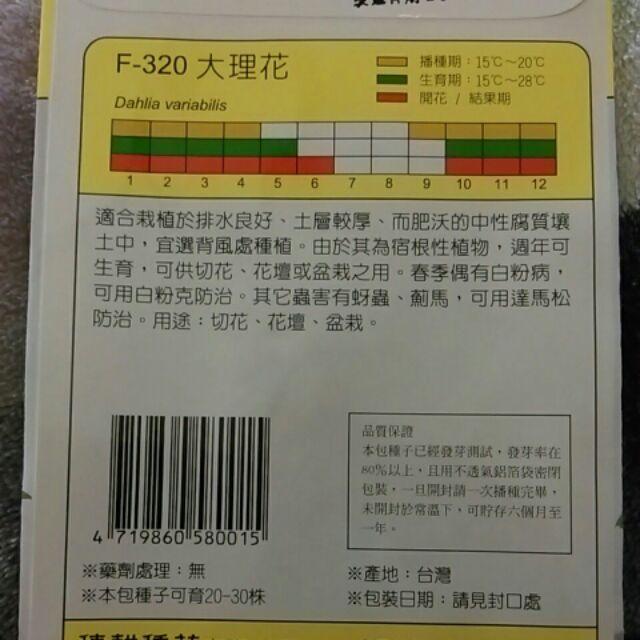 F-320 大理花
Dahlia variabilis
播種期：15℃～20℃
生育期：15℃～28℃
開花 / 結果期
1 2 3 4 5 6 7 8 9 10 11 12
適合栽植於排水良好、土層較厚、而肥沃的中性腐質壤
土中，宜選背風處種植。由於其為宿根性植物，週年可
生育，可供切花、花壇或盆栽之用。春季偶有白粉病，
可用白粉克防治。其它蟲害有蚜蟲、薊馬，可用達馬松
防治。用途：切花、花壇、盆栽。
品質保證
本包種子已經發芽測試，發芽率在
80%以上，且用不透氣鋁箔袋密閉
包裝，一旦開封請一次播種完畢，
未開封於常溫下，可貯存六個月至
一年。
4 719860 580015
※藥劑處理：無
※本包種子可育20-30株
※產地：台灣
※包裝日期：請見封口處